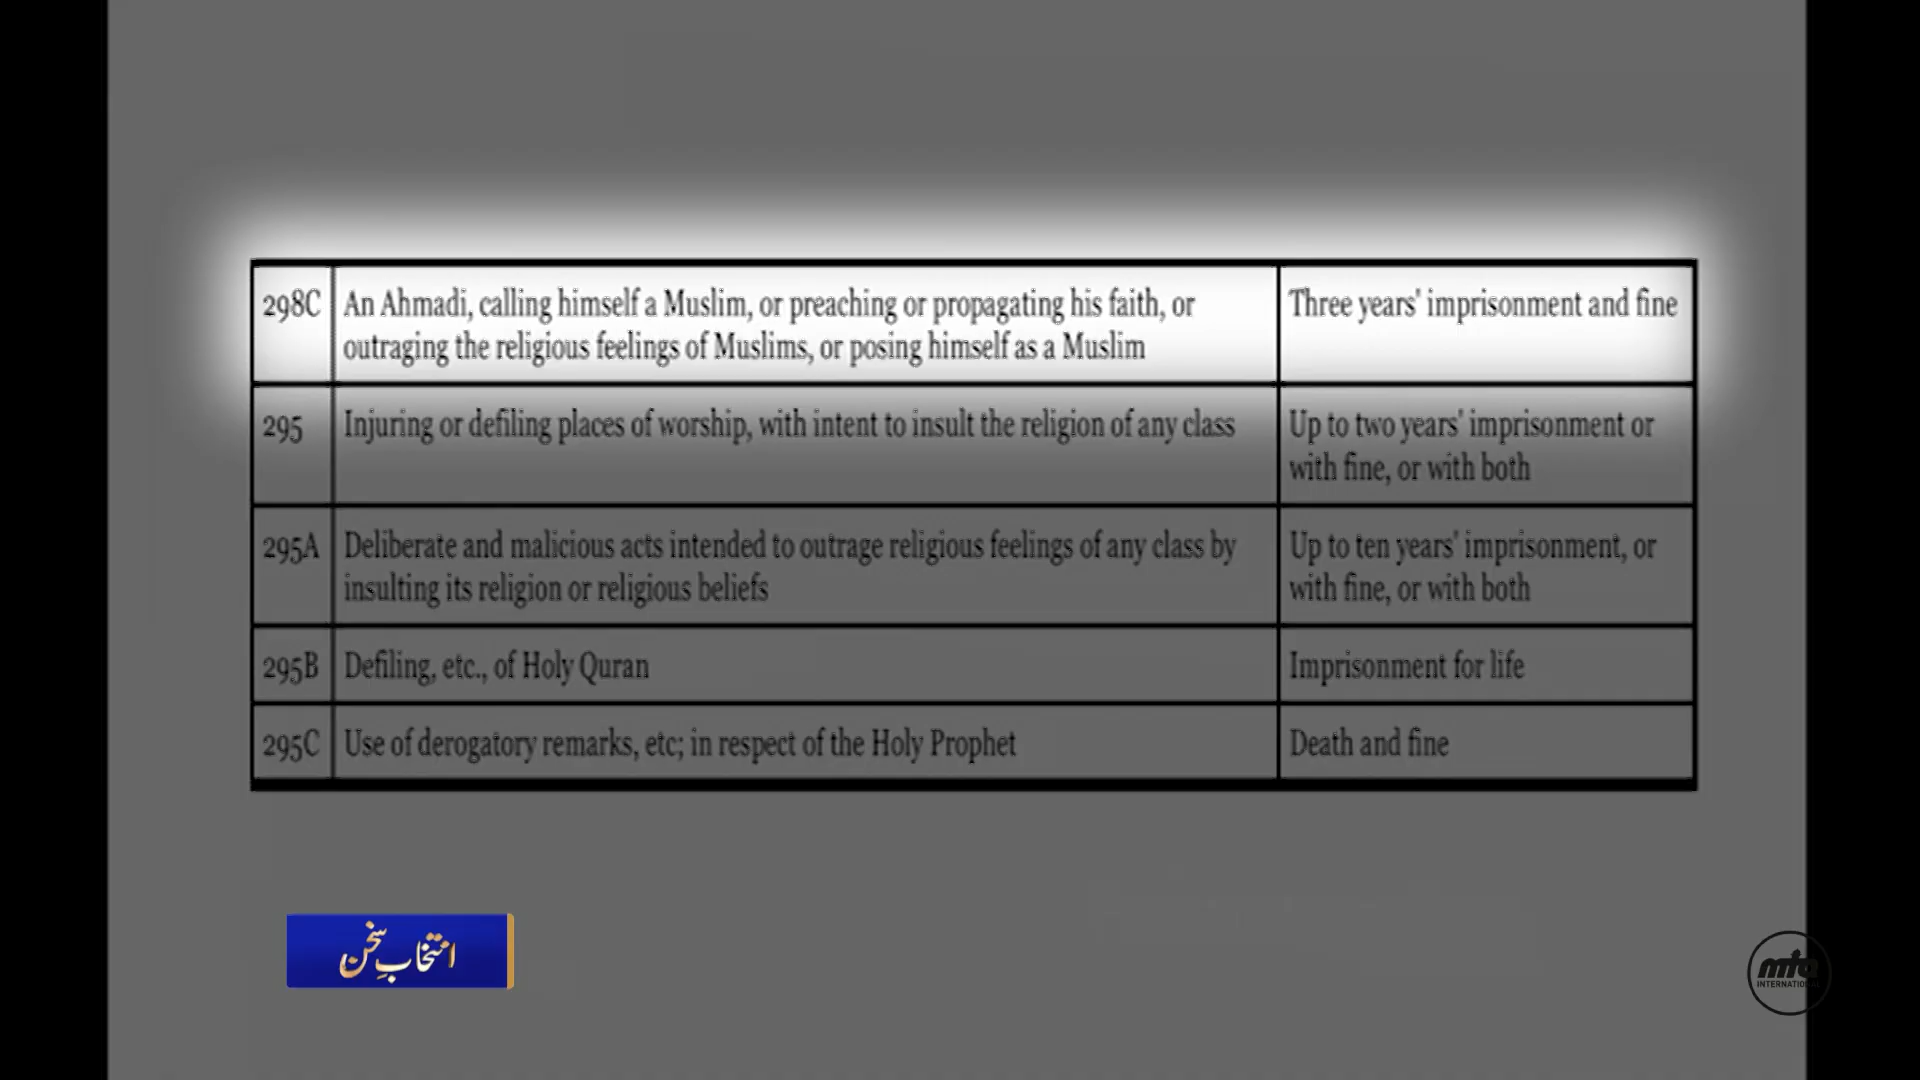 298C An Ahmadi, calling himself a Muslim, or preaching or propagating his faith, or Three years' imprisonment and fine
outraging the religious feelings of Muslims, or posing himself as a Muslim
295 Injuring or defiling places of worship, with intent to insult the religion of any class Up to two years' imprisonment or
with fine, or with both
295A Deliberate and malicious acts intended to outrage religious feelings of any class by Up to ten years' imprisonment, or
insulting its religion or religious beliefs with fine, or with both
295B Defiling, etc., of Holy Quran Imprisonment for life
295C Use of derogatory remarks, etc; in respect of the Holy Prophet Death and fine
انتخابِ سخن
mta
INTERNATIONAL